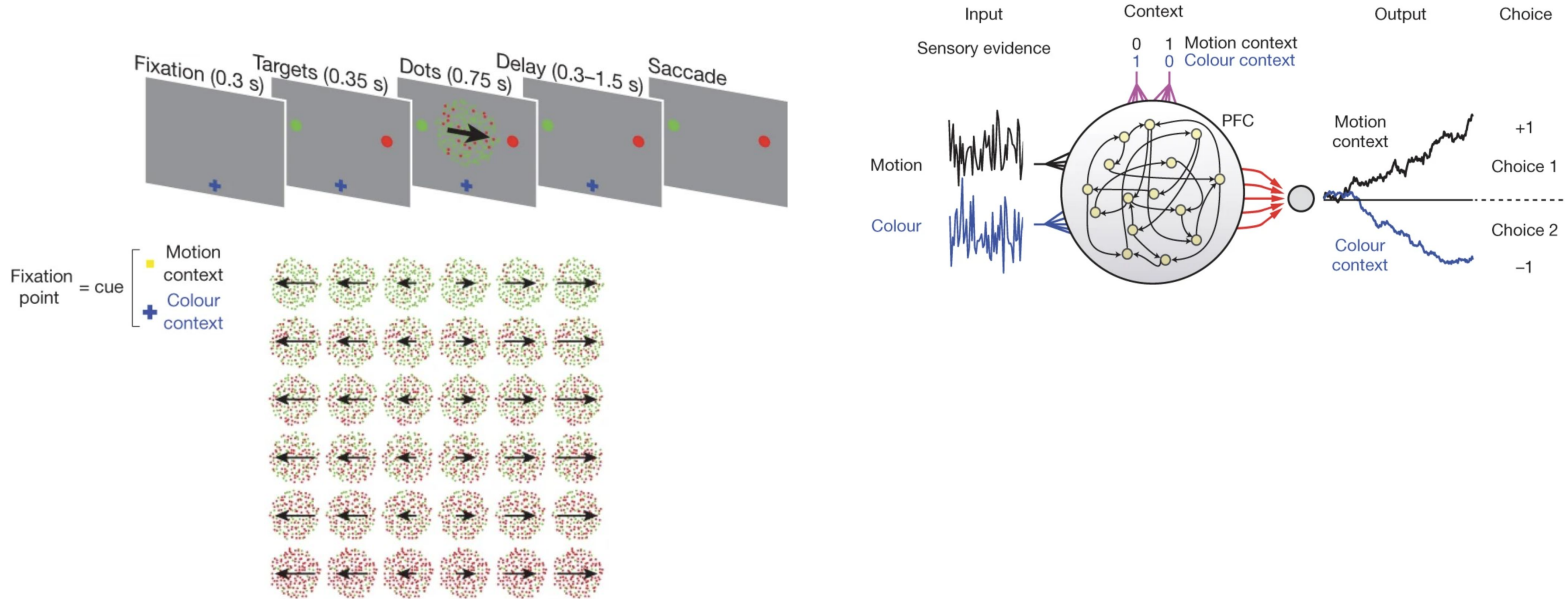 Fixation (0.3 s)
Targets (0.35 s)
Dots (0.75 s)
Delay (0.3–1.5 s)
Saccade
Fixation
point
= cue
Motion
context
Colour
context
Input
Context
Output
Choice
Sensory evidence
0 1 Motion context
1 0 Colour context
PFC
Motion
Colour
Motion
context
Colour
context
+1
Choice 1
Choice 2
–1